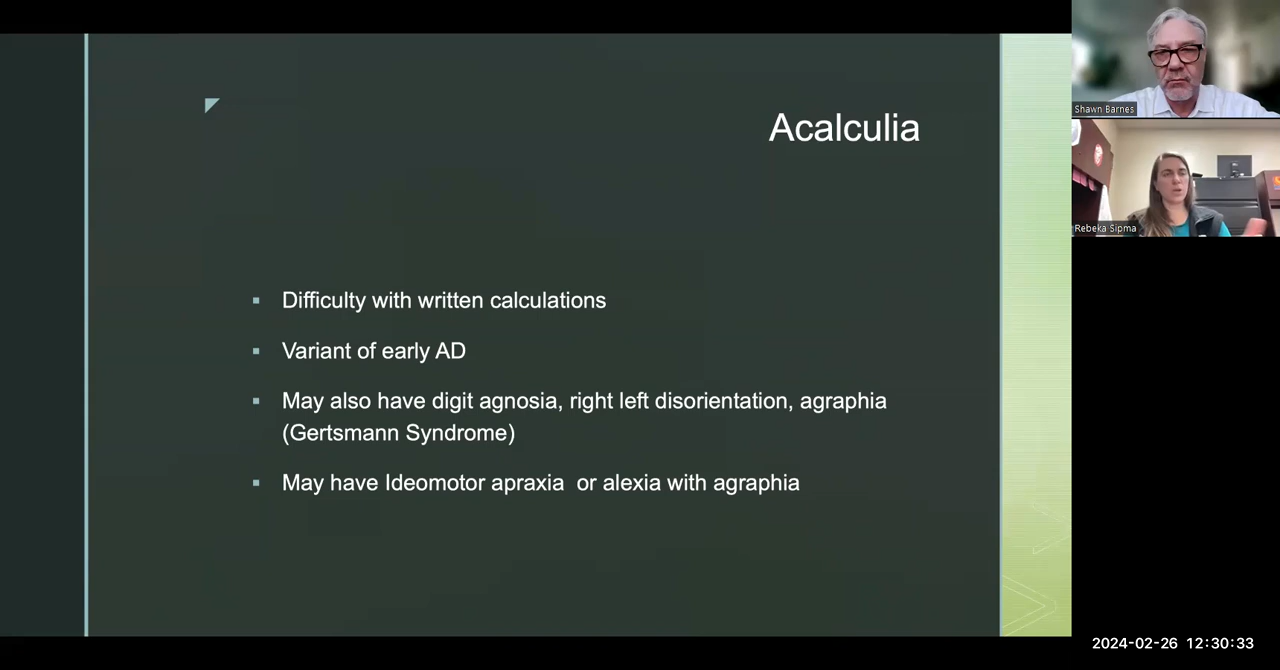 Acalculia
Difficulty with written calculations
Variant of early AD
May also have digit agnosia, right left disorientation, agraphia
(Gertsmann Syndrome)
May have Ideomotor apraxia or alexia with agraphia
Shawn Barnes
Rebeka Sipma
2024-02-26 12:30:33